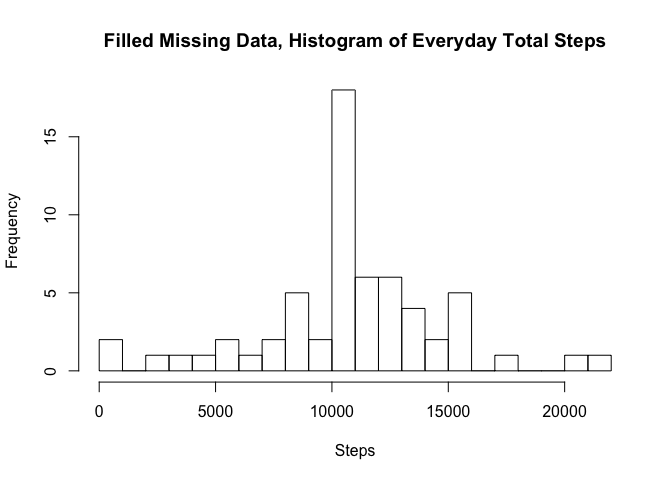 Filled Missing Data, Histogram of Everyday Total Steps
Frequency
15
10
5
0
0 5000 10000 15000 20000
Steps